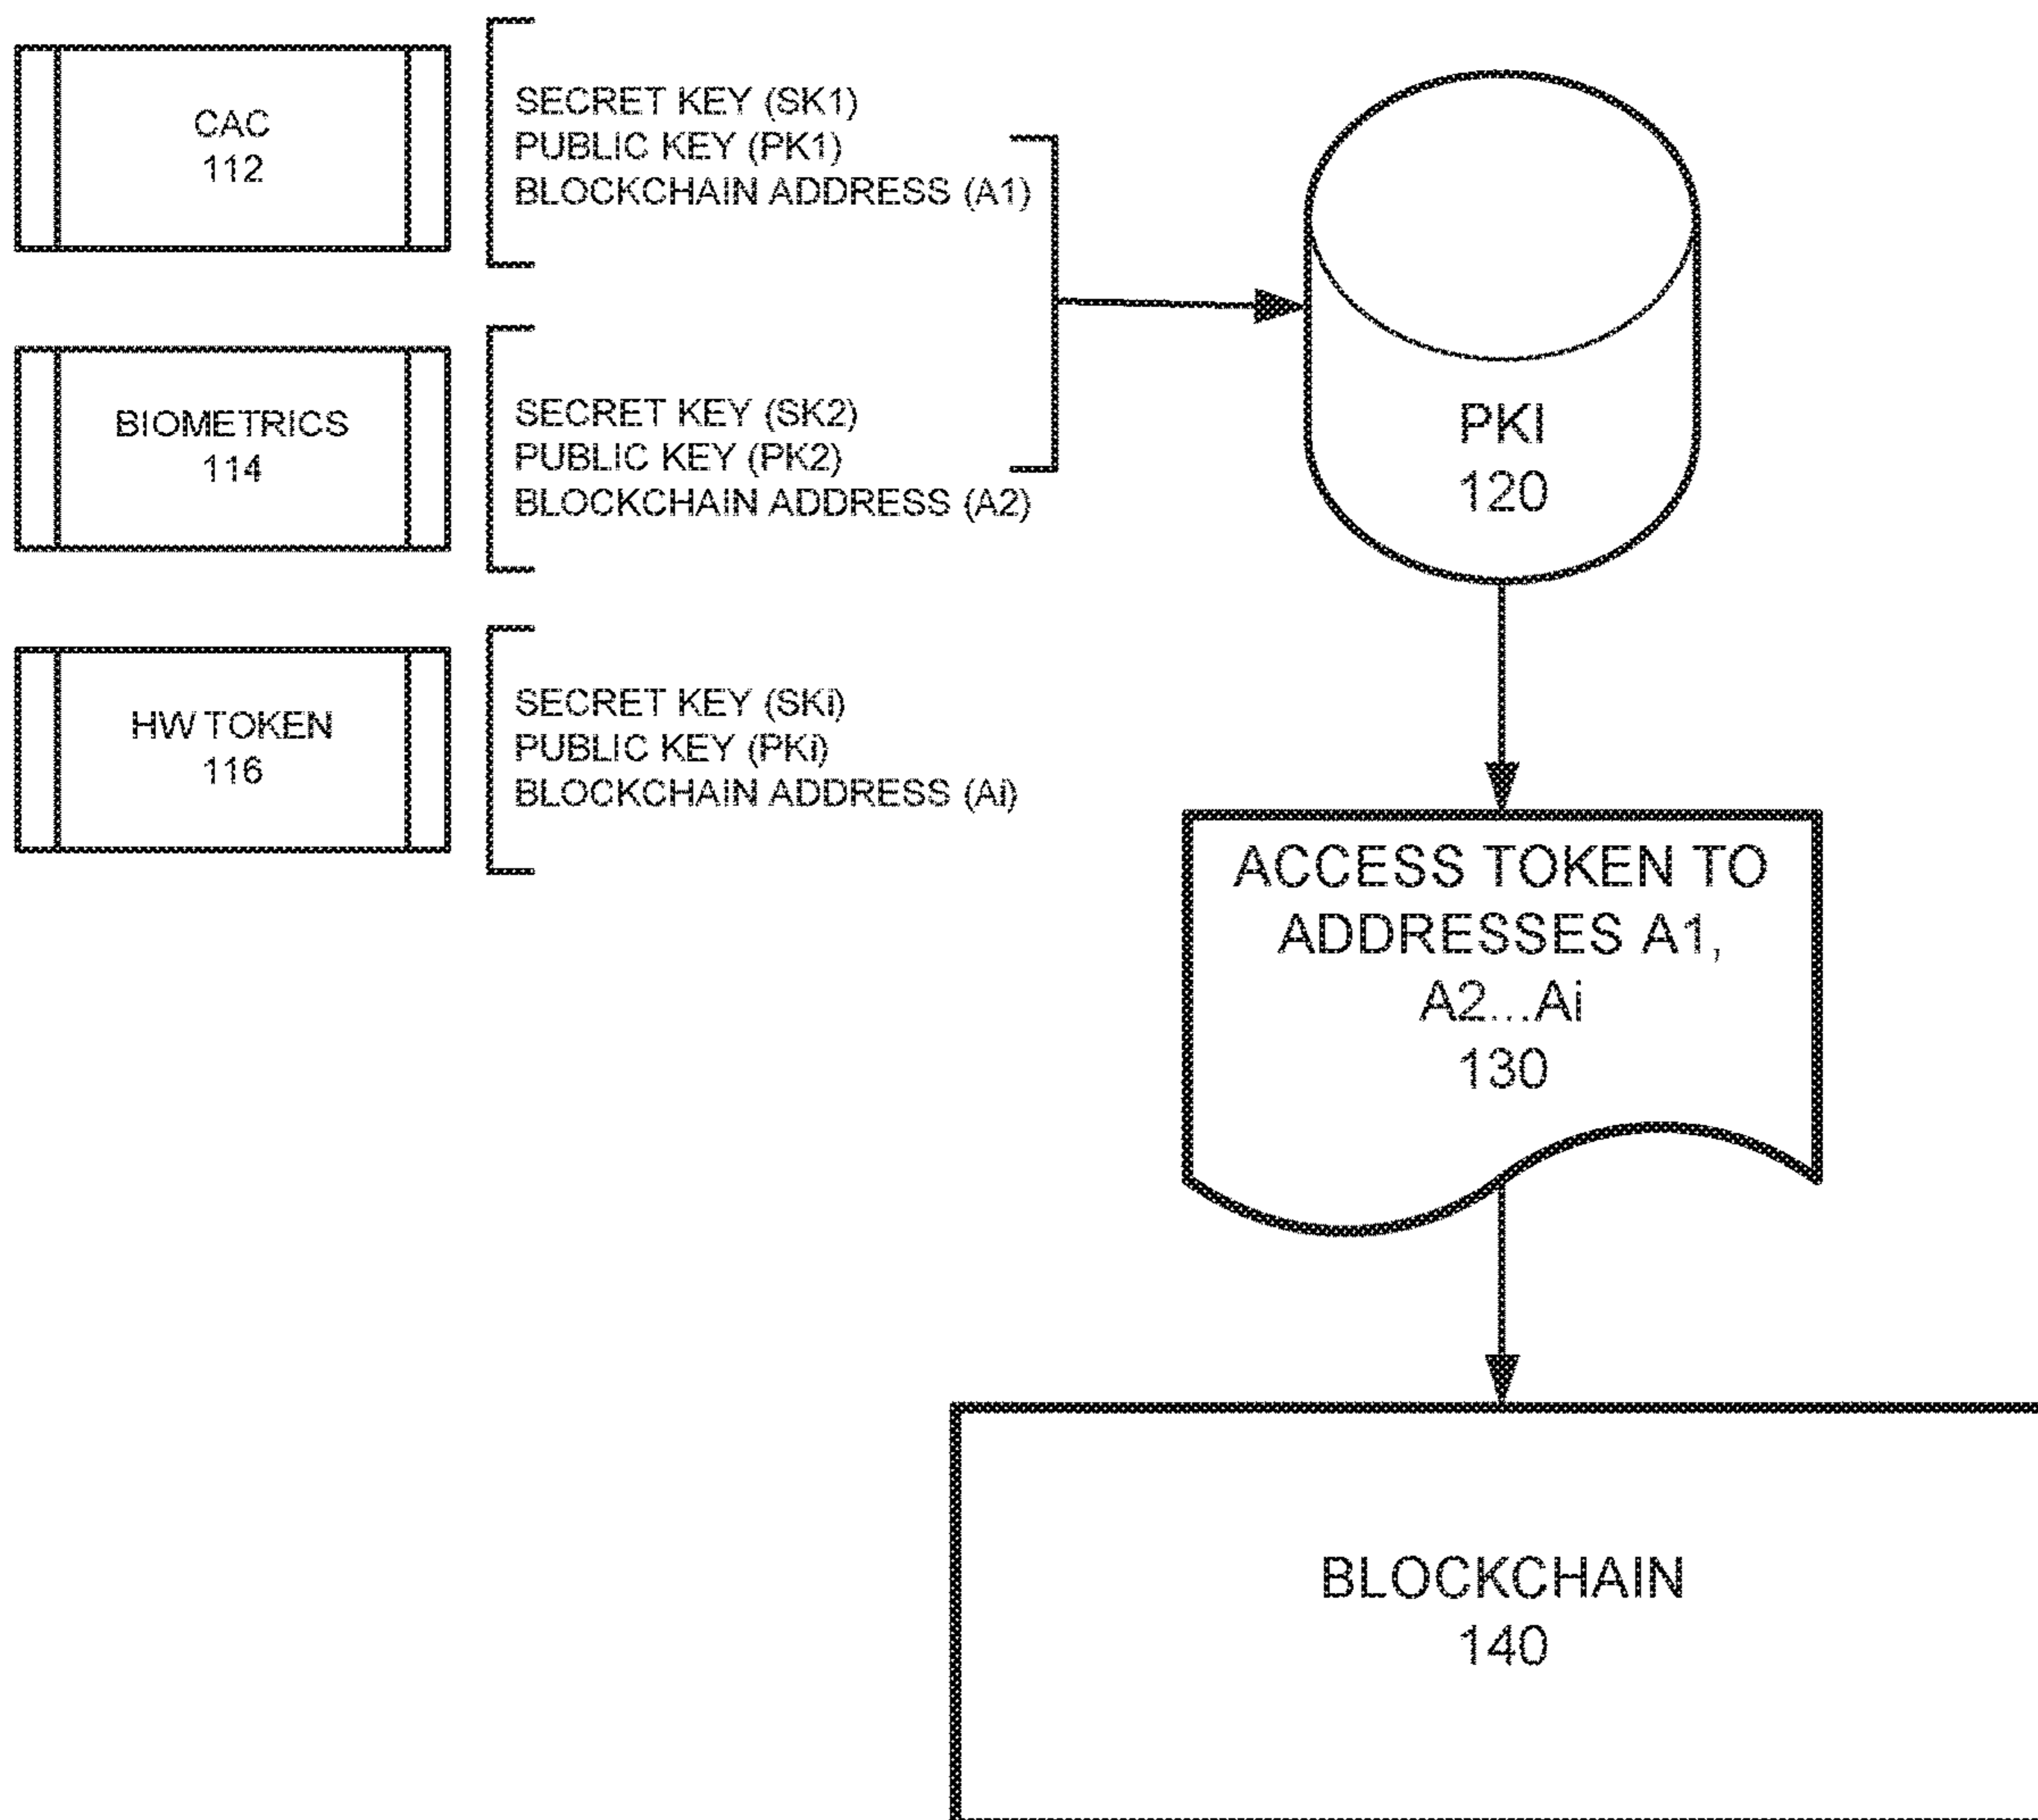 CAC
112
SECRET KEY (SK1)
PUBLIC KEY (PK1)
BLOCKCHAIN ADDRESS (A1)
BIOMETRICS
114
SECRET KEY (SK2)
PUBLIC KEY (PK2)
BLOCKCHAIN ADDRESS (A2)
HW TOKEN
116
SECRET KEY (SKi)
PUBLIC KEY (PKi)
BLOCKCHAIN ADDRESS (Ai)
PKI
120
ACCESS TOKEN TO
ADDRESSES A1,
A2...Ai
130
BLOCKCHAIN
140